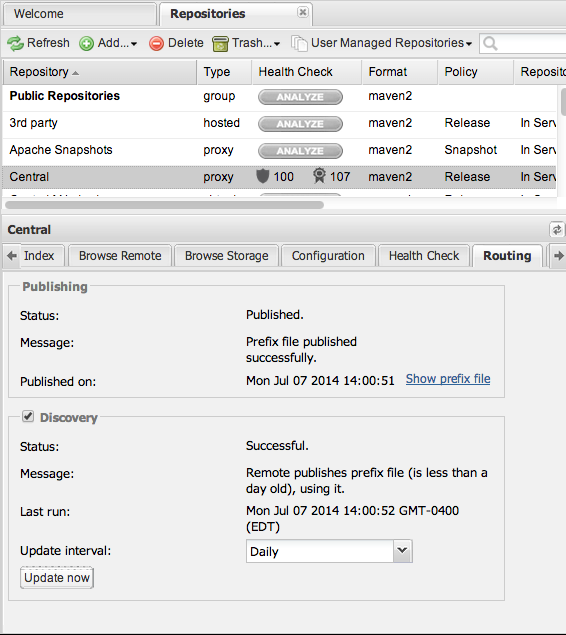 Welcome Repositories
Refresh Add... Delete Trash... User Managed Repositories
Repository Type Health Check Format Policy Reposito
Public Repositories group ANALYZE maven2
3rd party hosted ANALYZE maven2 Release In Serv
Apache Snapshots proxy ANALYZE maven2 Snapshot In Serv
Central proxy 100 107 maven2 Release In Serv
Central
Index Browse Remote Browse Storage Configuration Health Check Routing
Publishing
Status: Published.
Message: Prefix file published
successfully.
Published on: Mon Jul 07 2014 14:00:51 Show prefix file
Discovery
Status: Successful.
Message: Remote publishes prefix file (is less than a
day old), using it.
Last run: Mon Jul 07 2014 14:00:52 GMT-0400
(EDT)
Update interval: Daily
Update now